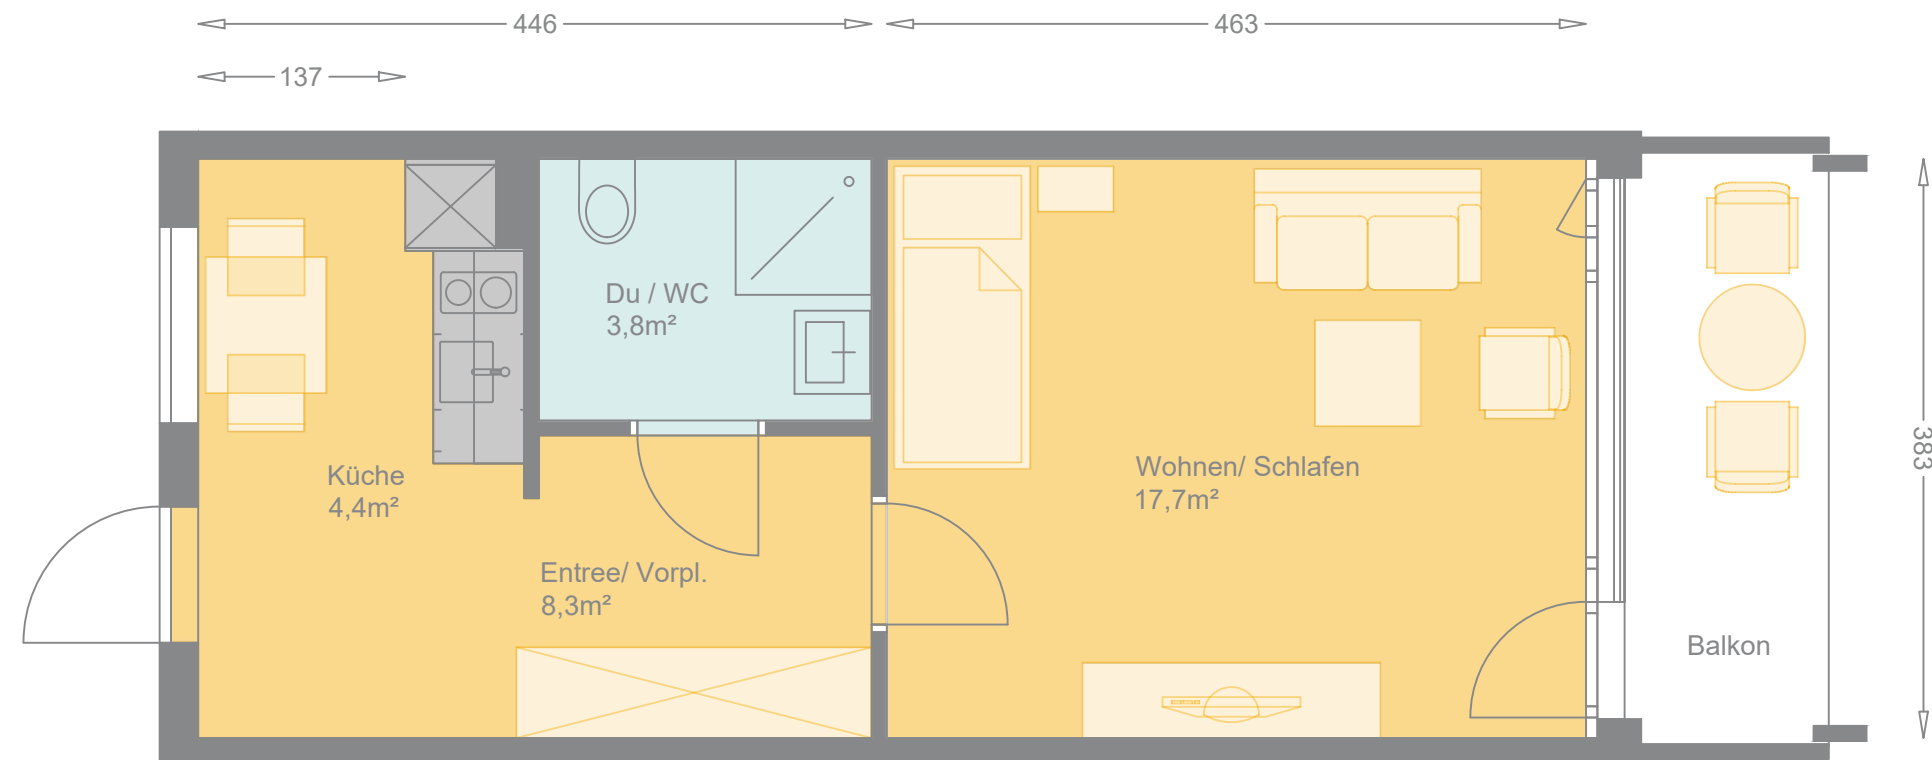 446
463
137
Du / WC
3,8m²
Küche
4,4m²
Wohnen/ Schlafen
17,7m²
383
Entree/ Vorpl.
8,3m²
Balkon